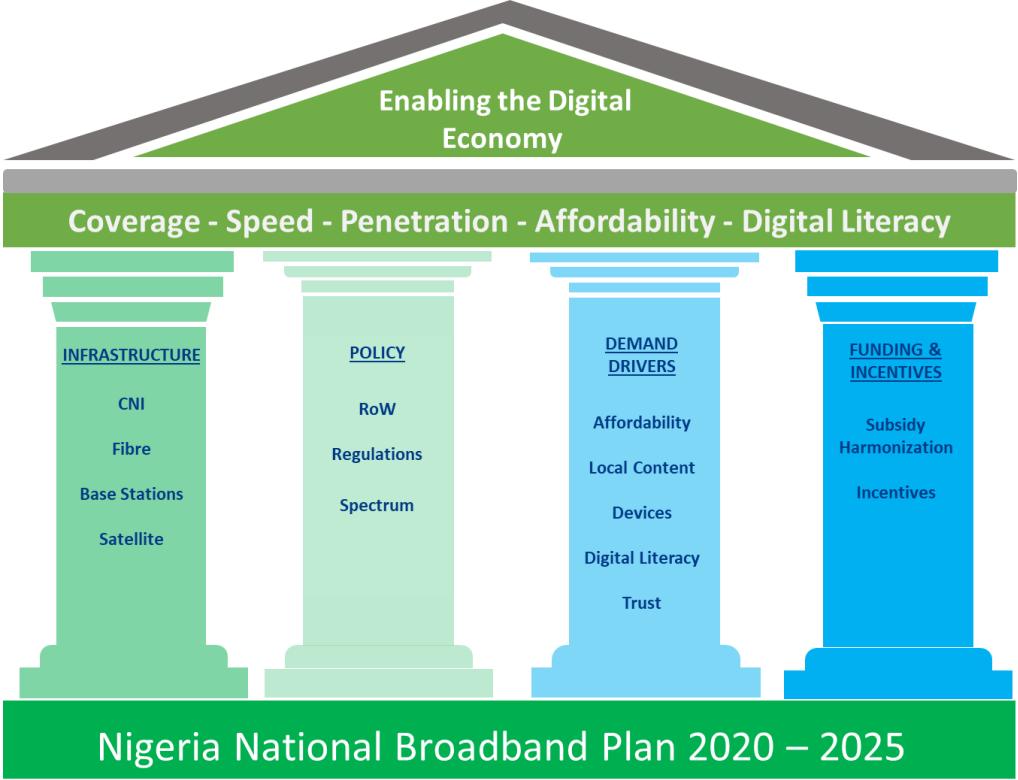 Enabling the Digital
Economy
Coverage - Speed - Penetration - Affordability - Digital Literacy
INFRASTRUCTURE
CNI
Fibre
Base Stations
Satellite
POLICY
RoW
Regulations
Spectrum
DEMAND
DRIVERS
Affordability
Local Content
Devices
Digital Literacy
Trust
FUNDING &
INCENTIVES
Subsidy
Harmonization
Incentives
Nigeria National Broadband Plan 2020 – 2025